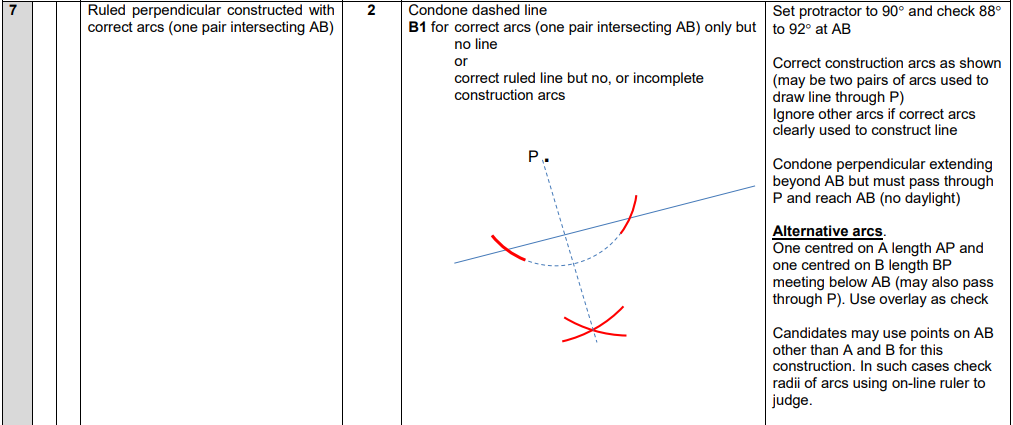 7
Ruled perpendicular constructed with
correct arcs (one pair intersecting AB)
2
Condone dashed line
B1 for correct arcs (one pair intersecting AB) only but
no line
or
correct ruled line but no, or incomplete
construction arcs
P
Set protractor to 90° and check 88°
to 92° at AB
Correct construction arcs as shown
(may be two pairs of arcs used to
draw line through P)
Ignore other arcs if correct arcs
clearly used to construct line
Condone perpendicular extending
beyond AB but must pass through
P and reach AB (no daylight)
Alternative arcs.
One centred on A length AP and
one centred on B length BP
meeting below AB (may also pass
through P). Use overlay as check
Candidates may use points on AB
other than A and B for this
construction. In such cases check
radii of arcs using on-line ruler to
judge.